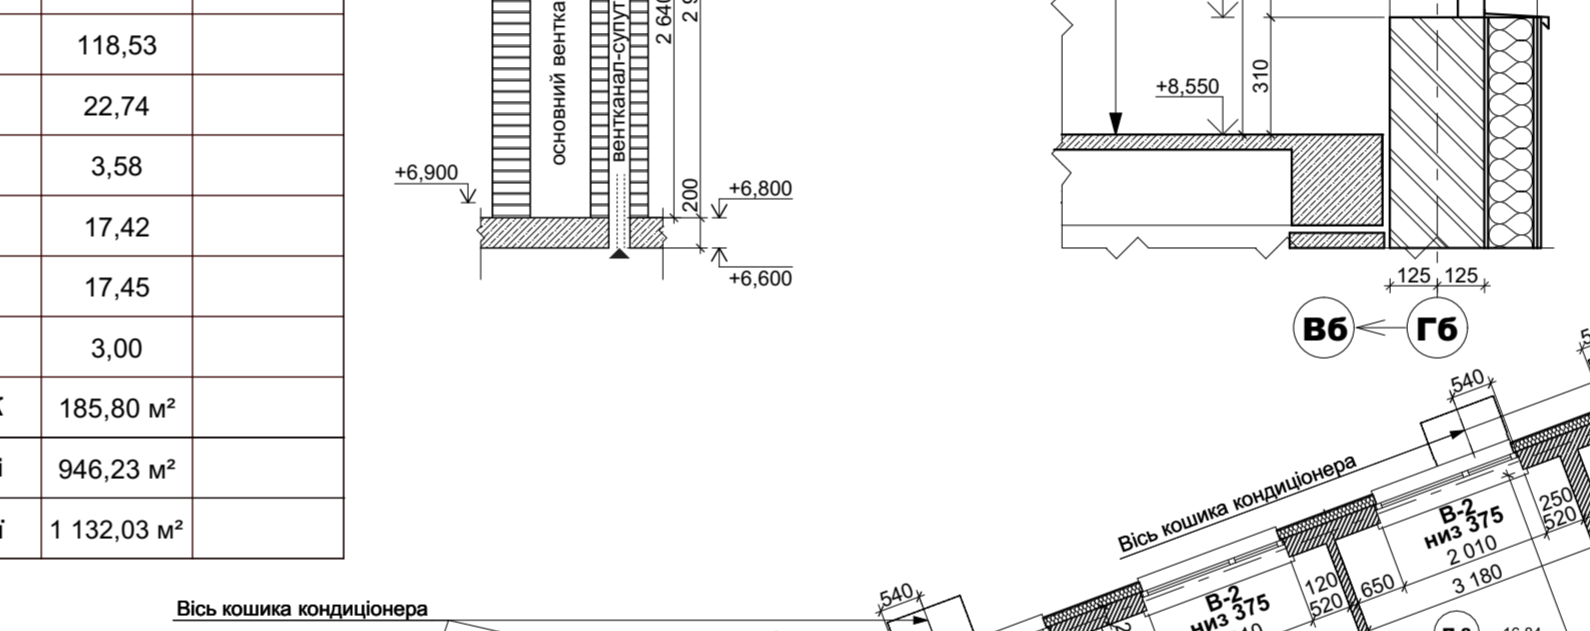 118,53
22,74
3,58
17,42
17,45
3,00
185,80 м²
946,23 м²
1 132,03 м²
основний вентка
вентканал-супут
2 640
200
+6,900
+6,800
+6,600
310
+8,550
125
125
Вб
Гб
540
Вісь кошика кондиціонера
В-2
низ 375
2 010
3 180
250
520
650
120
520
В-2
низ 375
540
Вісь кошика кондиціонера